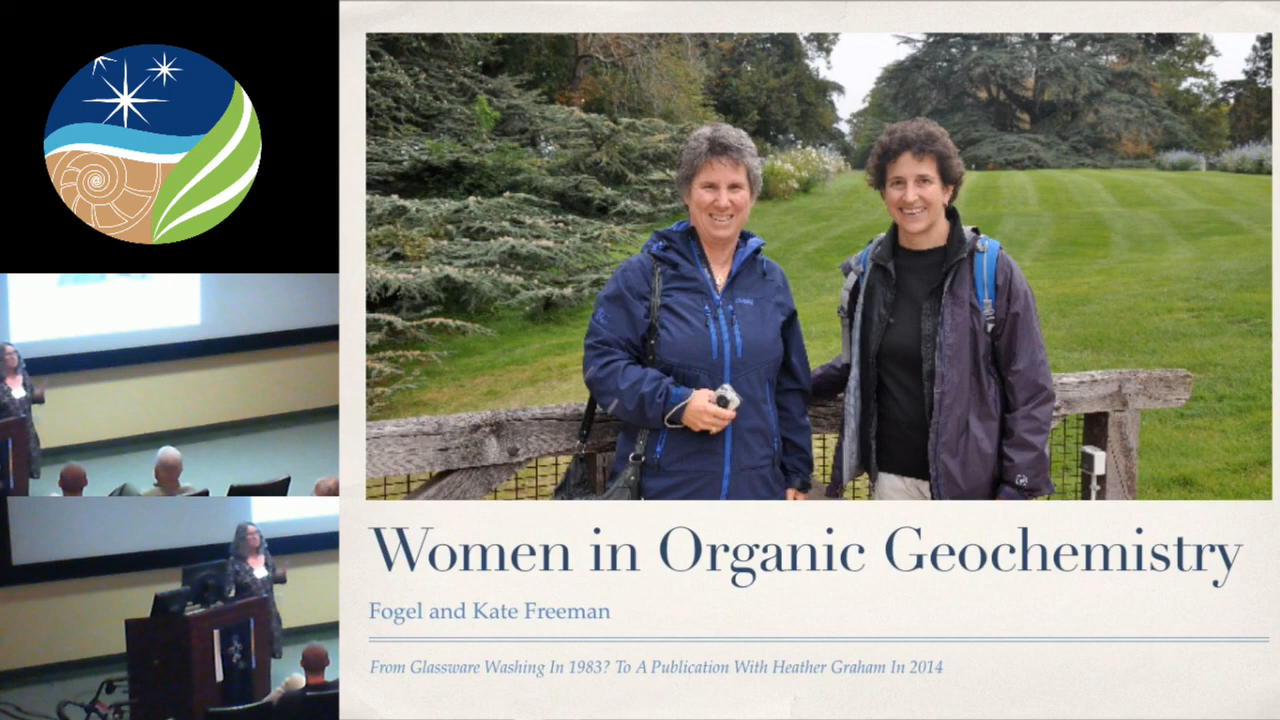 Women in Organic Geochemistry
Fogel and Kate Freeman
From Glassware Washing In 1983? To A Publication With Heather Graham In 2014